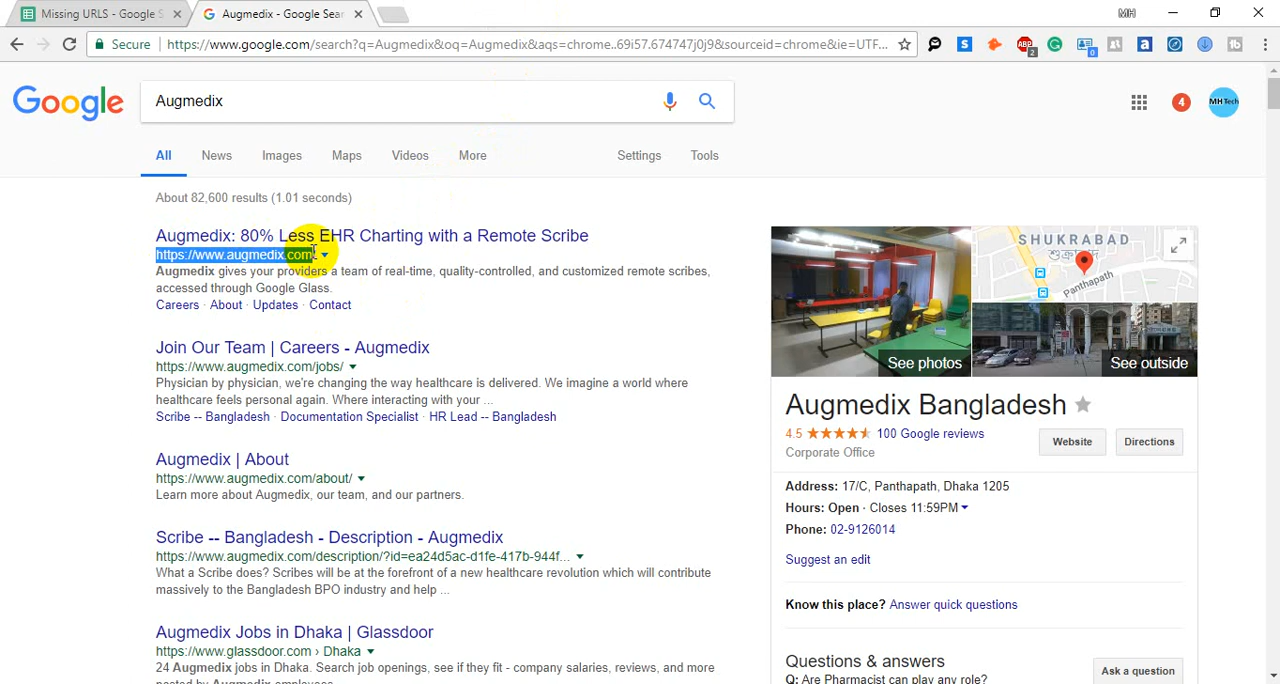 Missing URLS - Google S
Augmedix - Google Sear
MH
Secure
https://www.google.com/search?q=Augmedix&oq=Augmedix&aqs=chrome..69i57.674747j0j9&sourceid=chrome&ie=UTF...
S
ABP
2
G
0
a
tb
Google
Augmedix
4
MH Tech
All
News
Images
Maps
Videos
More
Settings
Tools
About 82,600 results (1.01 seconds)
Augmedix: 80% Less EHR Charting with a Remote Scribe
https://www.augmedix.com
Augmedix gives your providers a team of real-time, quality-controlled, and customized remote scribes,
accessed through Google Glass.
Careers · About · Updates · Contact
Join Our Team | Careers - Augmedix
https://www.augmedix.com/jobs/
Physician by physician, we're changing the way healthcare is delivered. We imagine a world where
healthcare feels personal again. Where interacting with your ...
Scribe -- Bangladesh · Documentation Specialist · HR Lead -- Bangladesh
Augmedix | About
https://www.augmedix.com/about/
Learn more about Augmedix, our team, and our partners.
Scribe -- Bangladesh - Description - Augmedix
https://www.augmedix.com/description/?id=ea24d5ac-d1fe-417b-944f...
What a Scribe does? Scribes will be at the forefront of a new healthcare revolution which will contribute
massively to the Bangladesh BPO industry and help ...
Augmedix Jobs in Dhaka | Glassdoor
https://www.glassdoor.com › Dhaka
24 Augmedix jobs in Dhaka. Search job openings, see if they fit - company salaries, reviews, and more
posted by Augmedix employees.
SHUKRABAD
Panthapath
See photos
See outside
Augmedix Bangladesh
4.5
100 Google reviews
Corporate Office
Website
Directions
Address: 17/C, Panthapath, Dhaka 1205
Hours: Open · Closes 11:59PM
Phone: 02-9126014
Suggest an edit
Know this place? Answer quick questions
Questions & answers
Q: Are Pharmacist can play any role?
Ask a question